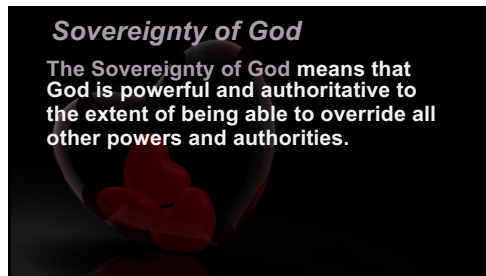 Sovereignty of God
The Sovereignty of God means that
God is powerful and authoritative to
the extent of being able to override all
other powers and authorities.